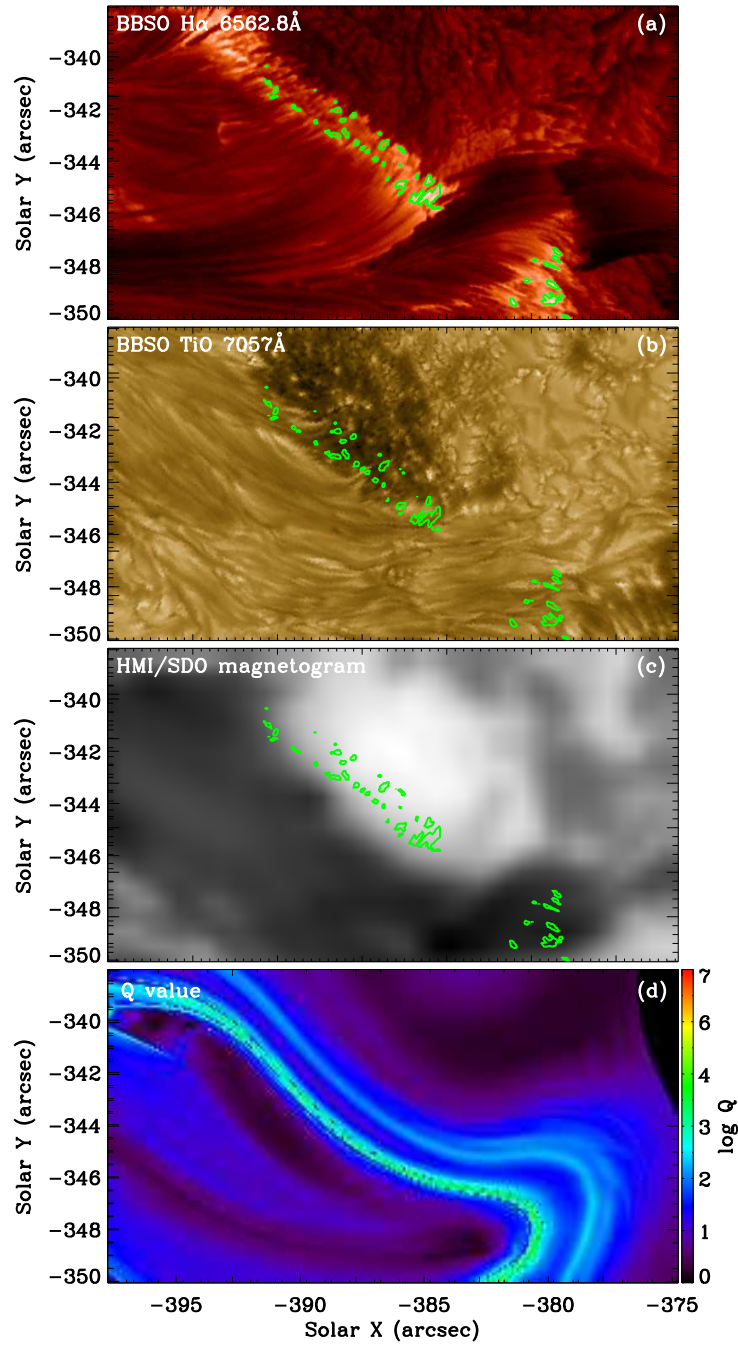 BBSO Hα 6562.8Å (a)
−340
−342
−344
−346
−348
−350
Solar Y (arcsec)
BBSO TiO 7057Å (b)
−340
−342
−344
−346
−348
−350
Solar Y (arcsec)
HMI/SDO magnetogram (c)
−340
−342
−344
−346
−348
−350
Solar Y (arcsec)
Q value (d)
−340
−342
−344
−346
−348
−350
Solar Y (arcsec)
7
6
5
4
3
2
1
0
log Q
−395 −390 −385 −380 −375
Solar X (arcsec)